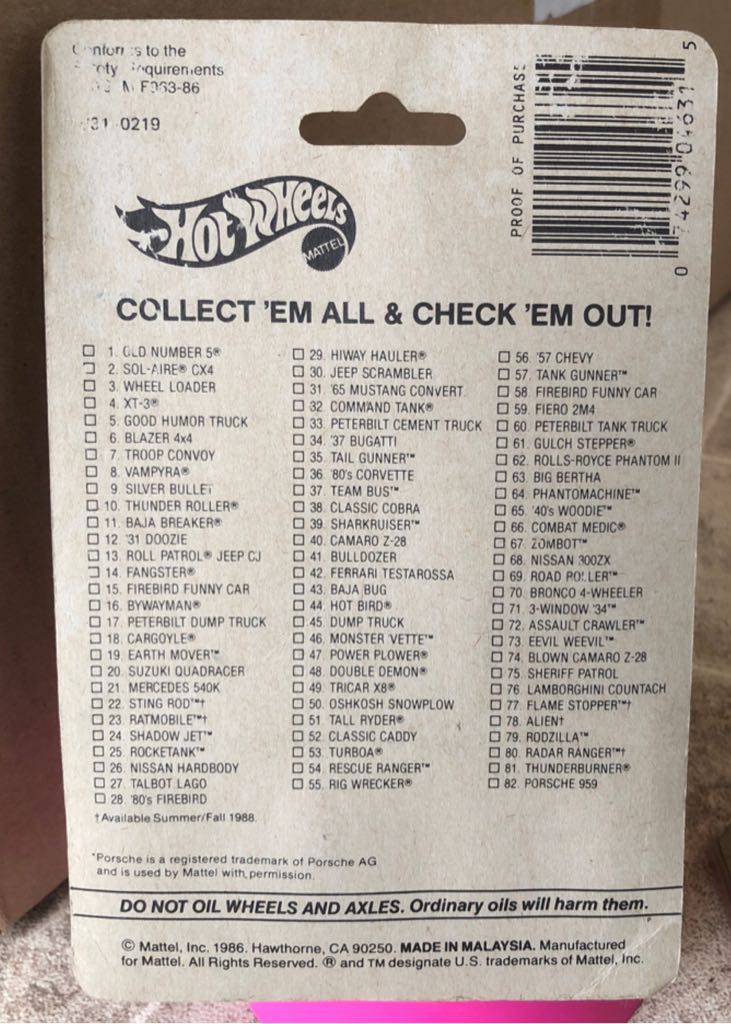 to the
F963-86
0219
PROOF OF PURCHASE
5
0 74299 04631
HOT WHEELS
MATTEL
COLLECT 'EM ALL & CHECK 'EM OUT!
1. OLD NUMBER 5®
2. SOL-AIRE® CX4
3. WHEEL LOADER
4. XT-3®
5. GOOD HUMOR TRUCK
6. BLAZER 4x4
7. TROOP CONVOY
8. VAMPYRA®
9. SILVER BULLET
10. THUNDER ROLLER®
11. BAJA BREAKER®
12. '31 DOOZIE
13. ROLL PATROL® JEEP CJ
14. FANGSTER®
15. FIREBIRD FUNNY CAR
16. BYWAYMAN®
17. PETERBILT DUMP TRUCK
18. CARGOYLE®
19. EARTH MOVER™
20. SUZUKI QUADRACER
21. MERCEDES 540K
22. STING ROD™†
23. RATMOBILE™†
24. SHADOW JET™
25. ROCKETANK™
26. NISSAN HARDBODY
27. TALBOT LAGO
28. '80's FIREBIRD
29. HIWAY HAULER®
30. JEEP SCRAMBLER
31. '65 MUSTANG CONVERT.
32. COMMAND TANK®
33. PETERBILT CEMENT TRUCK
34. '37 BUGATTI
35. TAIL GUNNER™
36. '80's CORVETTE
37. TEAM BUS™
38. CLASSIC COBRA
39. SHARKRUISER™
40. CAMARO Z-28
41. BULLDOZER
42. FERRARI TESTAROSSA
43. BAJA BUG
44. HOT BIRD®
45. DUMP TRUCK
46. MONSTER 'VETTE™
47. POWER PLOWER®
48. DOUBLE DEMON®
49. TRICAR X8®
50. OSHKOSH SNOWPLOW
51. TALL RYDER®
52. CLASSIC CADDY
53. TURBOA®
54. RESCUE RANGER™
55. RIG WRECKER®
56. '57 CHEVY
57. TANK GUNNER™
58. FIREBIRD FUNNY CAR
59. FIERO 2M4
60. PETERBILT TANK TRUCK
61. GULCH STEPPER®
62. ROLLS-ROYCE PHANTOM II
63. BIG BERTHA
64. PHANTOMACHINE™
65. '40's WOODIE™
66. COMBAT MEDIC®
67. ZOMBOT™
68. NISSAN 300ZX
69. ROAD ROLLER™
70. BRONCO 4-WHEELER
71. 3-WINDOW '34™
72. ASSAULT CRAWLER™
73. EEVIL WEEVIL™
74. BLOWN CAMARO Z-28
75. SHERIFF PATROL
76. LAMBORGHINI COUNTACH
77. FLAME STOPPER™†
78. ALIEN†
79. RODZILLA™
80. RADAR RANGER™†
81. THUNDERBURNER®
82. PORSCHE 959
†Available Summer/Fall 1988.
*Porsche is a registered trademark of Porsche AG
and is used by Mattel with permission.
DO NOT OIL WHEELS AND AXLES. Ordinary oils will harm them.
© Mattel, Inc. 1986. Hawthorne, CA 90250. MADE IN MALAYSIA. Manufactured
for Mattel. All Rights Reserved. ® and TM designate U.S. trademarks of Mattel, Inc.